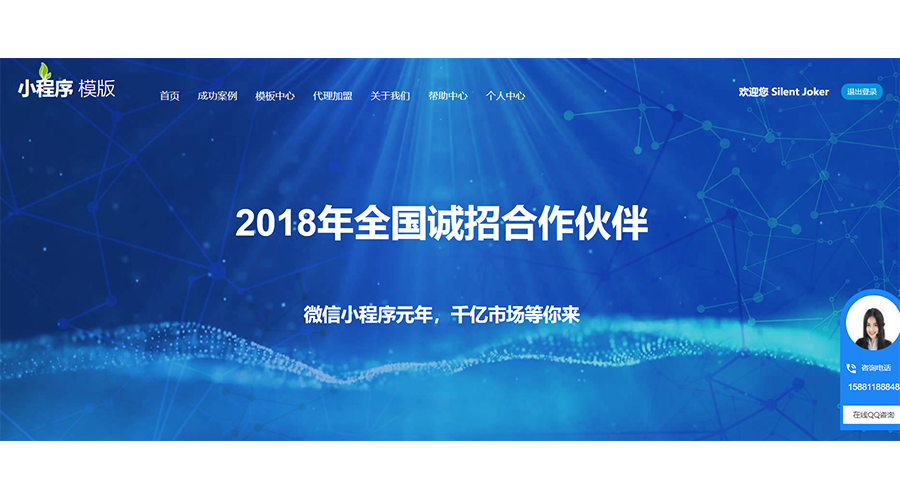 小程序 模版
首页 成功案例 模板中心 代理加盟 关于我们 帮助中心 个人中心
欢迎您 Silent Joker 退出登录
2018年全国诚招合作伙伴
微信小程序元年，千亿市场等你来
咨询电话
15881188848
在线QQ咨询